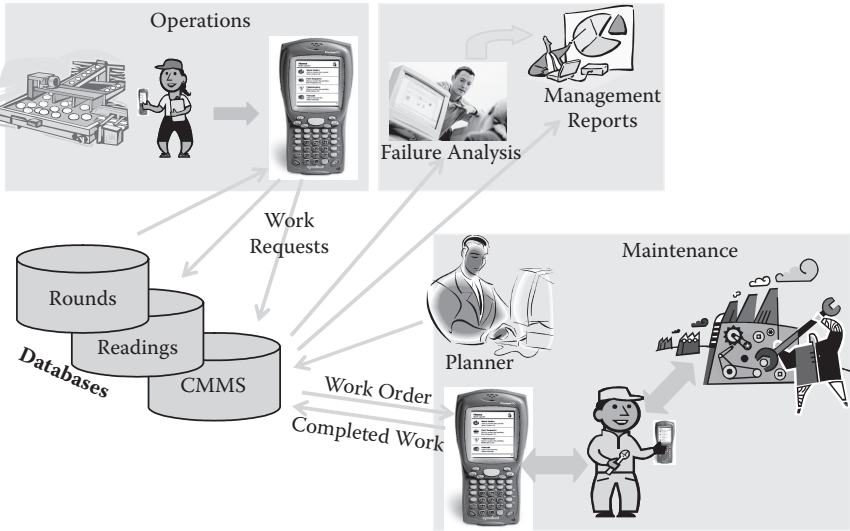 Operations
Management
Reports
Failure Analysis
Work
Requests
Maintenance
Rounds
Readings
CMMS
Databases
Planner
Work Order
Completed Work